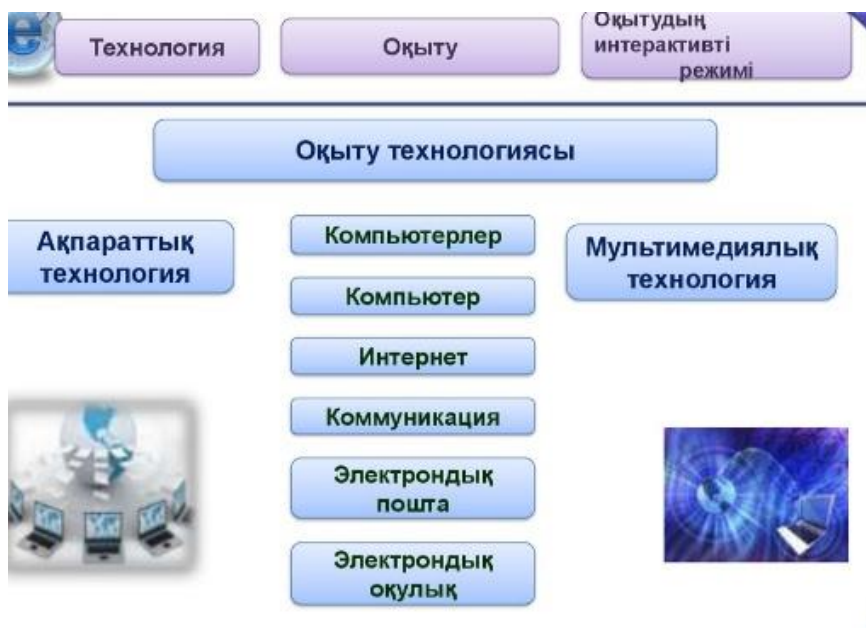 Технология
Оқыту
Оқытудың
интерактивті
режимі
Оқыту технологиясы
Ақпараттық
технология
Компьютерлер
Компьютер
Интернет
Коммуникация
Электрондық
пошта
Электрондық
оқулық
Мультимедиялық
технология